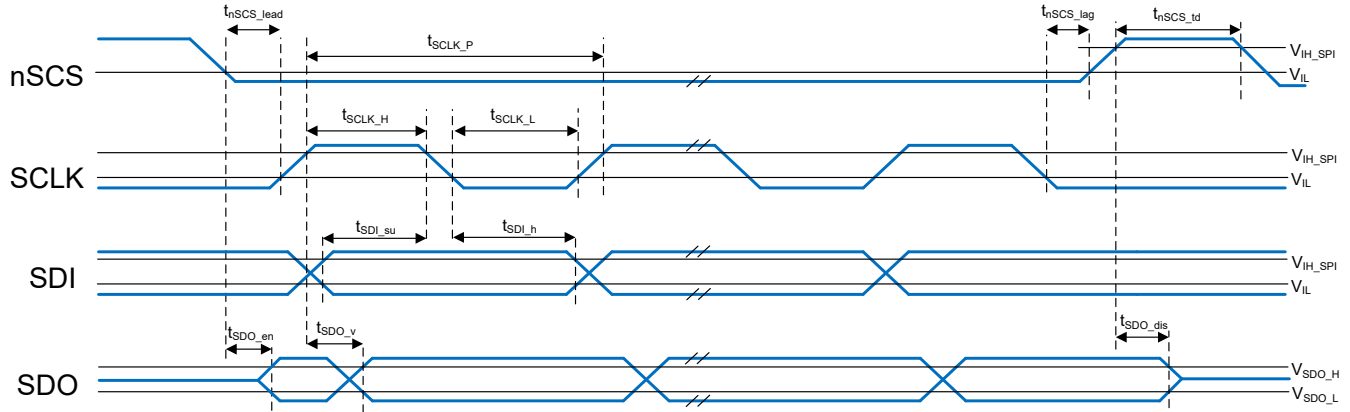 tnSCS_lead
tnSCS_lag
tnSCS_td
tSCLK_P
nSCS
VIH_SPI
VIL
tSCLK_H
tSCLK_L
SCLK
VIH_SPI
VIL
tSDI_su
tSDI_h
SDI
VIH_SPI
VIL
tSDO_en
tSDO_v
tSDO_dis
SDO
VSDO_H
VSDO_L